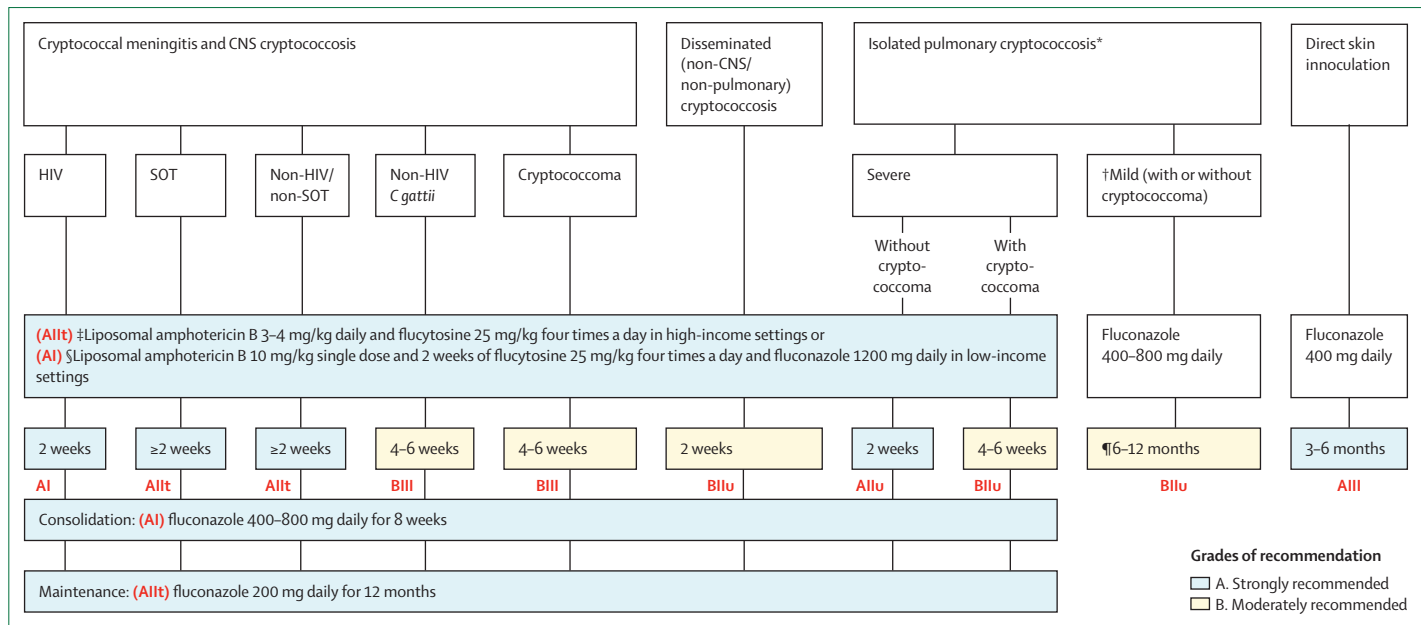 Cryptococcal meningitis and CNS cryptococcosis
Disseminated
(non-CNS/
non-pulmonary)
cryptococcosis
Isolated pulmonary cryptococcosis*
Direct skin
innoculation
HIV
SOT
Non-HIV/
non-SOT
Non-HIV
C gattii
Cryptococcoma
Severe
†Mild (with or without
cryptococcoma)
Without
crypto-
coccoma
With
crypto-
coccoma
(AIIt) ‡Liposomal amphotericin B 3–4 mg/kg daily and flucytosine 25 mg/kg four times a day in high-income settings or
(AI) §Liposomal amphotericin B 10 mg/kg single dose and 2 weeks of flucytosine 25 mg/kg four times a day and fluconazole 1200 mg daily in low-income
settings
Fluconazole
400–800 mg daily
Fluconazole
400 mg daily
2 weeks
≥2 weeks
≥2 weeks
4–6 weeks
4–6 weeks
2 weeks
2 weeks
4–6 weeks
¶6–12 months
3–6 months
AI
AIIt
AIIt
BIII
BIII
BIIu
AIIu
BIIu
BIIu
AIII
Consolidation: (AI) fluconazole 400–800 mg daily for 8 weeks
Maintenance: (AIIt) fluconazole 200 mg daily for 12 months
Grades of recommendation
A. Strongly recommended
B. Moderately recommended